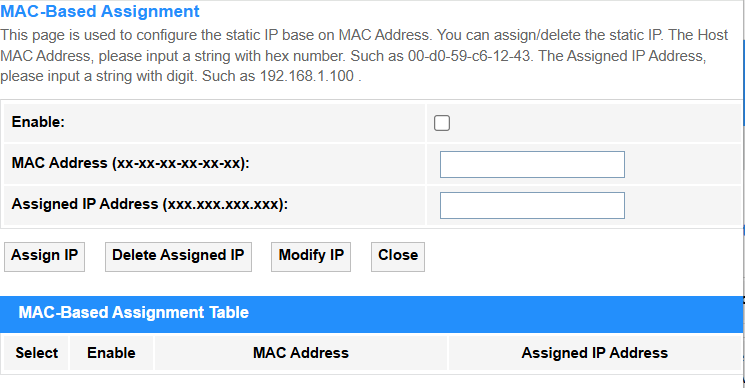 MAC-Based Assignment
This page is used to configure the static IP base on MAC Address. You can assign/delete the static IP. The Host
MAC Address, please input a string with hex number. Such as 00-d0-59-c6-12-43. The Assigned IP Address,
please input a string with digit. Such as 192.168.1.100 .
Enable:
MAC Address (xx-xx-xx-xx-xx-xx):
Assigned IP Address (xxx.xxx.xxx.xxx):
Assign IP Delete Assigned IP Modify IP Close
MAC-Based Assignment Table
Select Enable MAC Address Assigned IP Address